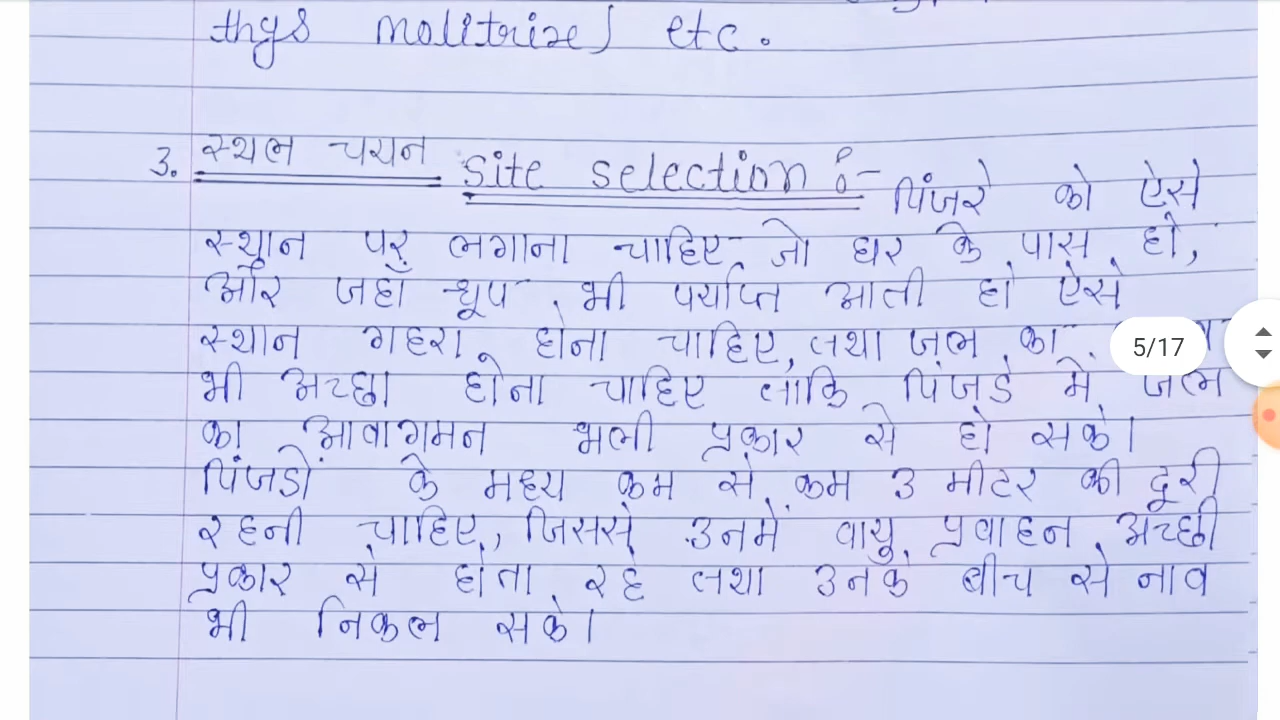 thys molitrixe) etc.
3. स्थल चयन site selection :- पिंजरे को ऐसे
स्थान पर लगाना चाहिए जो घर के पास हो,
और जहाँ धूप भी पर्याप्त आती हो ऐसे
स्थान गहरा होना चाहिए, तथा जल का
5/17
भी अच्छा होना चाहिए ताकि पिंजडे में जल
का आवागमन भली प्रकार से हो सके।
पिंजडों के मध्य कम से कम 3 मीटर की दूरी
रहनी चाहिए, जिससे उनमें वायु प्रवाहन अच्छी
प्रकार से होता रहे तथा उनके बीच से नाव
भी निकल सके।